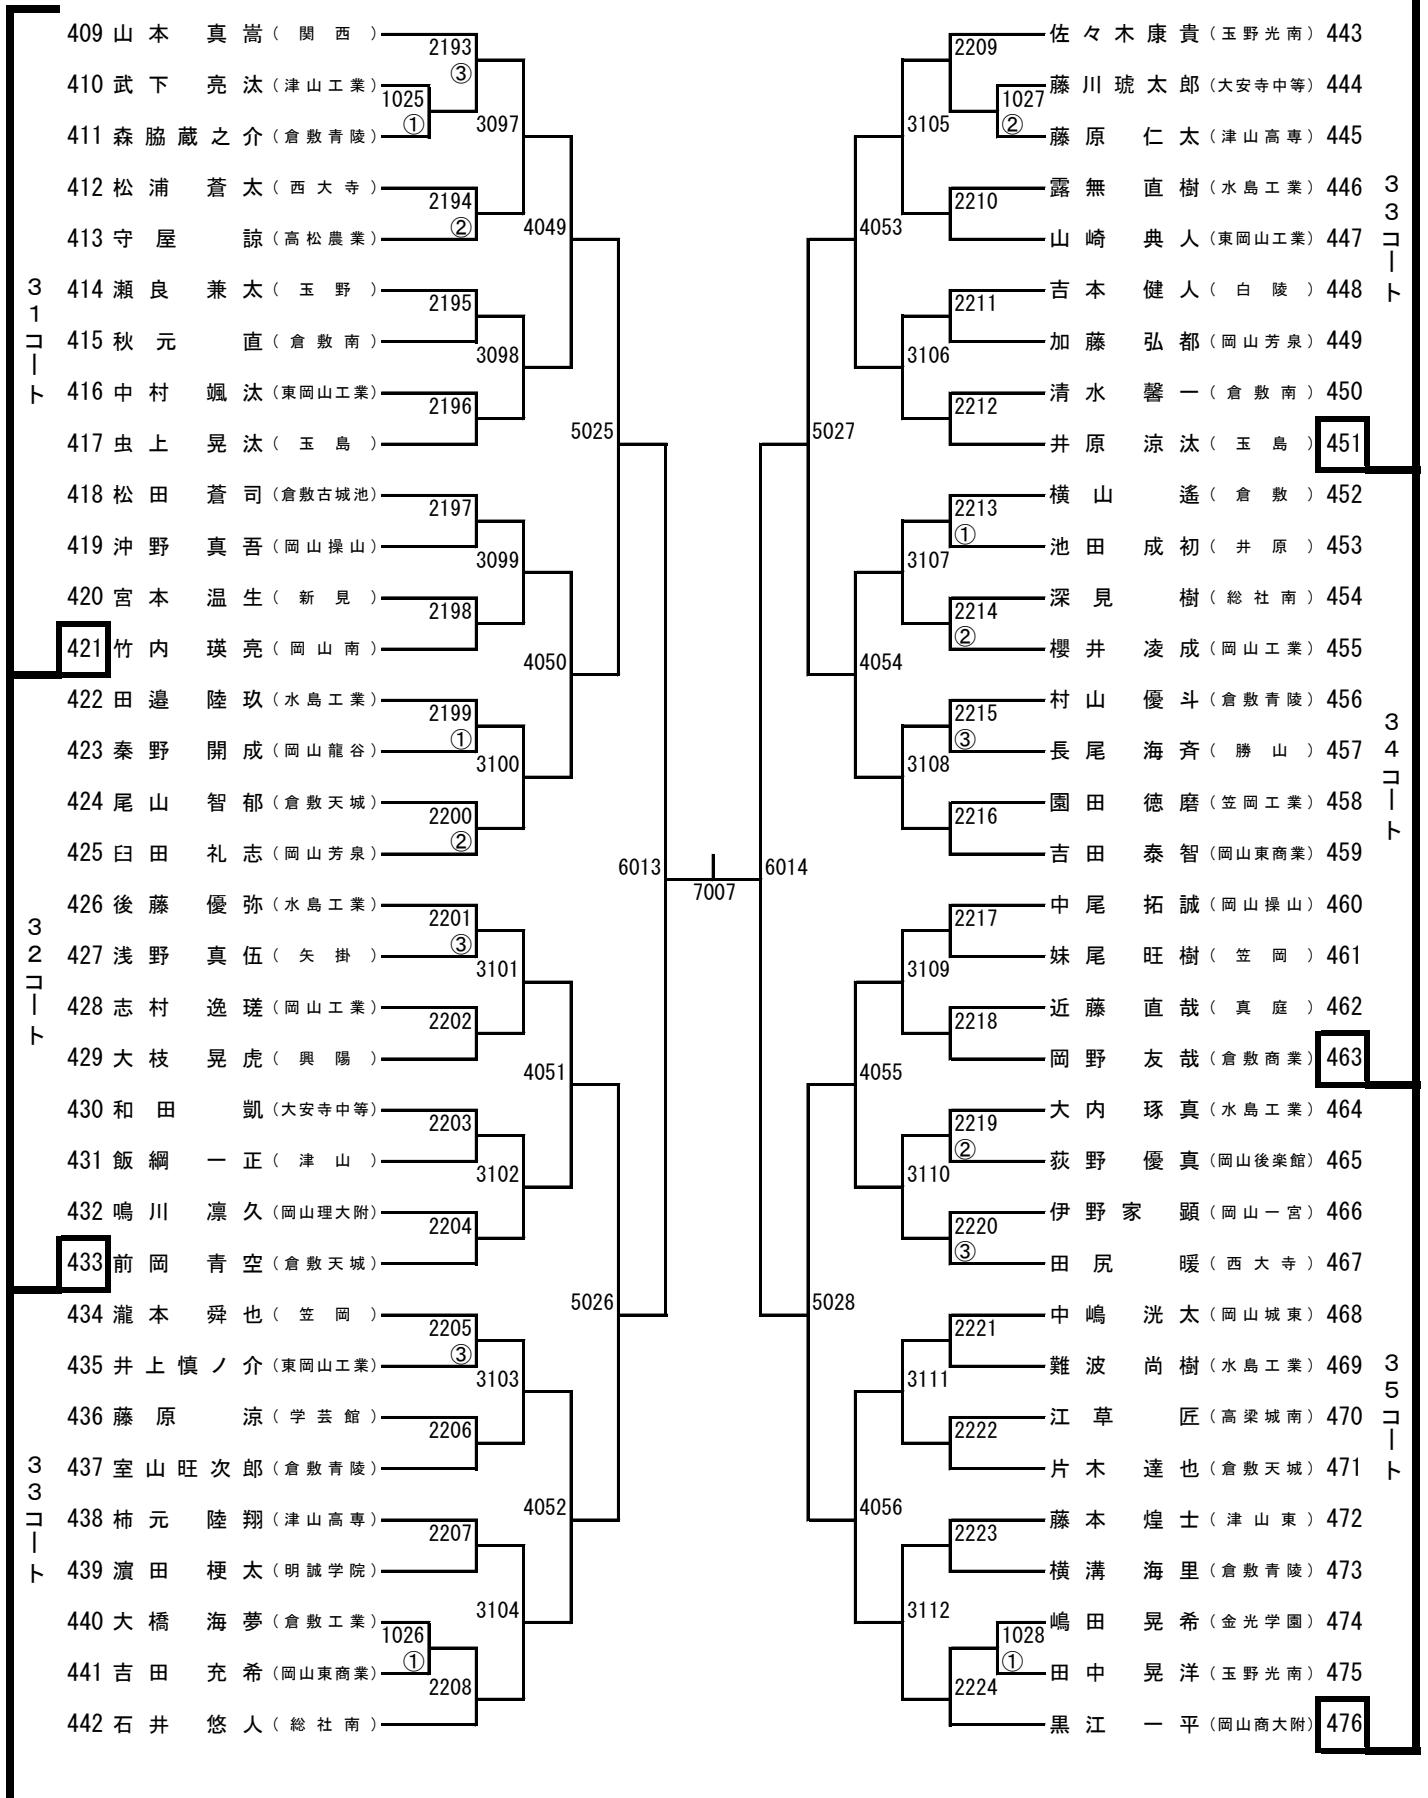 409 山本 真嵩 (関西)
2193
③
410 武下 亮汰 (津山工業)
1025
①
3097
411 森脇蔵之介 (倉敷青陵)
412 松浦 蒼太 (西大寺)
2194
②
4049
413 守屋 諒 (高松農業)
31コート
414 瀬良 兼太 (玉野)
2195
415 秋元 直 (倉敷南)
3098
416 中村 颯汰 (東岡山工業)
2196
5025
417 虫上 晃汰 (玉島)
418 松田 蒼司 (倉敷古城池)
2197
419 沖野 真吾 (岡山操山)
3099
420 宮本 温生 (新見)
2198
421 竹内 瑛亮 (岡山南)
4050
422 田邉 陸玖 (水島工業)
2199
①
423 秦野 開成 (岡山龍谷)
3100
424 尾山 智郁 (倉敷天城)
2200
②
425 臼田 礼志 (岡山芳泉)
6013
7007
32コート
426 後藤 優弥 (水島工業)
2201
③
427 浅野 真伍 (矢掛)
3101
428 志村 逸瑳 (岡山工業)
2202
429 大枝 晃虎 (興陽)
4051
430 和田 凱 (大安寺中等)
2203
431 飯綱 一正 (津山)
3102
432 鳴川 凛久 (岡山理大附)
2204
433 前岡 青空 (倉敷天城)
5026
434 瀧本 舜也 (笠岡)
2205
③
435 井上慎ノ介 (東岡山工業)
3103
436 藤原 涼 (学芸館)
2206
33コート
437 室山旺次郎 (倉敷青陵)
4052
438 柿元 陸翔 (津山高専)
2207
439 濵田 梗太 (明誠学院)
3104
440 大橋 海夢 (倉敷工業)
1026
①
441 吉田 充希 (岡山東商業)
2208
442 石井 悠人 (総社南)
佐々木康貴 (玉野光南) 443
2209
藤川琥太郎 (大安寺中等) 444
1027
②
3105
藤原 仁太 (津山高専) 445
露無 直樹 (水島工業) 446
2210
4053
山崎 典人 (東岡山工業) 447
33コート
吉本 健人 (白陵) 448
2211
加藤 弘都 (岡山芳泉) 449
3106
清水 馨一 (倉敷南) 450
2212
5027
井原 涼汰 (玉島) 451
横山 遙 (倉敷) 452
2213
①
池田 成初 (井原) 453
3107
深見 樹 (総社南) 454
2214
②
櫻井 凌成 (岡山工業) 455
4054
村山 優斗 (倉敷青陵) 456
2215
③
長尾 海斉 (勝山) 457
3108
34コート
園田 徳磨 (笠岡工業) 458
2216
吉田 泰智 (岡山東商業) 459
6014
中尾 拓誠 (岡山操山) 460
2217
妹尾 旺樹 (笠岡) 461
3109
近藤 直哉 (真庭) 462
2218
岡野 友哉 (倉敷商業) 463
4055
大内 琢真 (水島工業) 464
2219
②
荻野 優真 (岡山後楽館) 465
3110
伊野家 顕 (岡山一宮) 466
2220
③
田尻 暖 (西大寺) 467
5028
中嶋 洸太 (岡山城東) 468
2221
難波 尚樹 (水島工業) 469
3111
35コート
江草 匠 (高梁城南) 470
2222
片木 達也 (倉敷天城) 471
4056
藤本 煌士 (津山東) 472
2223
横溝 海里 (倉敷青陵) 473
3112
嶋田 晃希 (金光学園) 474
1028
①
田中 晃洋 (玉野光南) 475
2224
黒江 一平 (岡山商大附) 476